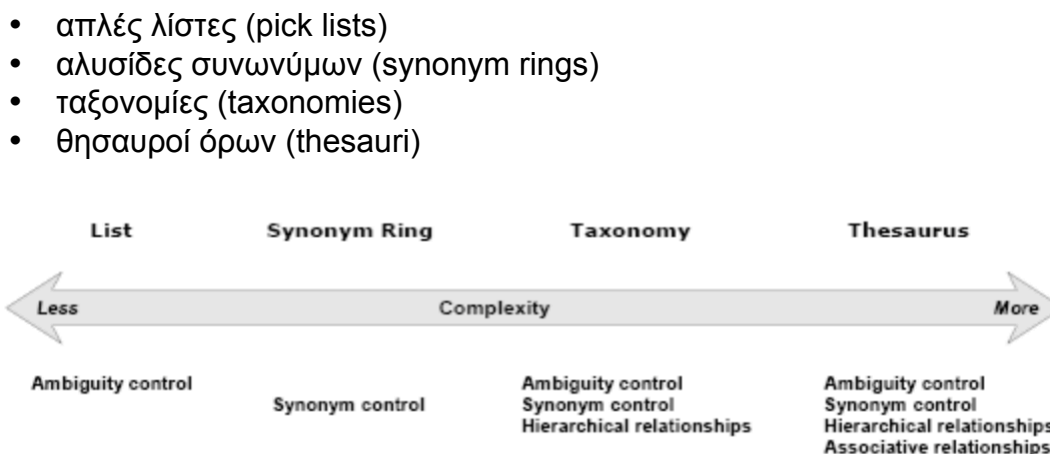 • απλές λίστες (pick lists)
• αλυσίδες συνωνύμων (synonym rings)
• ταξονομίες (taxonomies)
• θησαυροί όρων (thesauri)
List Synonym Ring Taxonomy Thesaurus
Less Complexity More
Ambiguity control Ambiguity control Ambiguity control
Synonym control Synonym control Synonym control
Hierarchical relationships Hierarchical relationships
Associative relationships